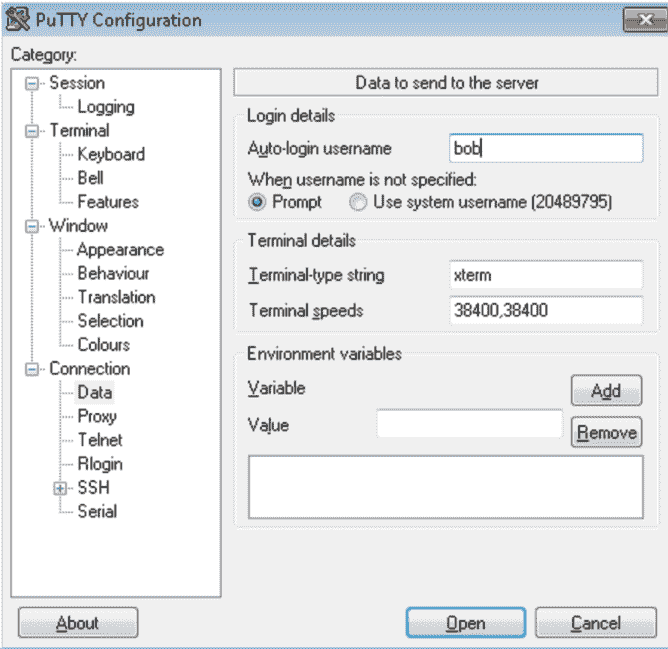 PuTTY Configuration
Category:
Session
Logging
Terminal
Keyboard
Bell
Features
Window
Appearance
Behaviour
Translation
Selection
Colours
Connection
Data
Proxy
Telnet
Rlogin
SSH
Serial
Data to send to the server
Login details
Auto-login username bob
When username is not specified:
Prompt Use system username (20489795)
Terminal details
Terminal-type string xterm
Terminal speeds 38400,38400
Environment variables
Variable Add
Value Remove
About Open Cancel